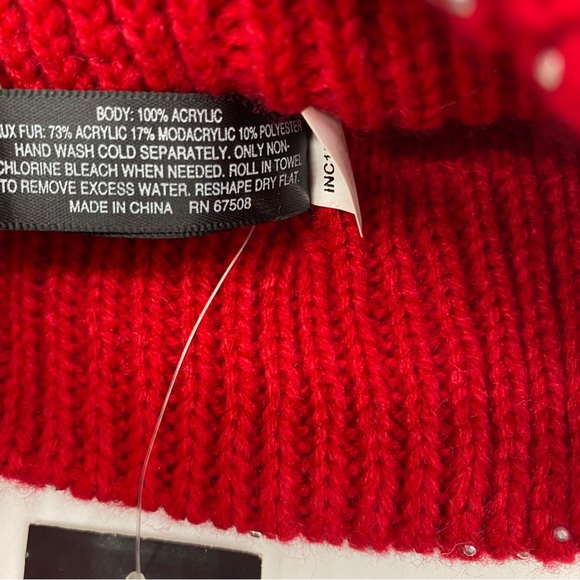 BODY: 100% ACRYLIC
UX FUR: 73% ACRYLIC 17% MODACRYLIC 10% POLYESTER
HAND WASH COLD SEPARATELY. ONLY NON-
CHLORINE BLEACH WHEN NEEDED. ROLL IN TOWEL
TO REMOVE EXCESS WATER. RESHAPE DRY FLAT.
MADE IN CHINA RN 67508
INC1